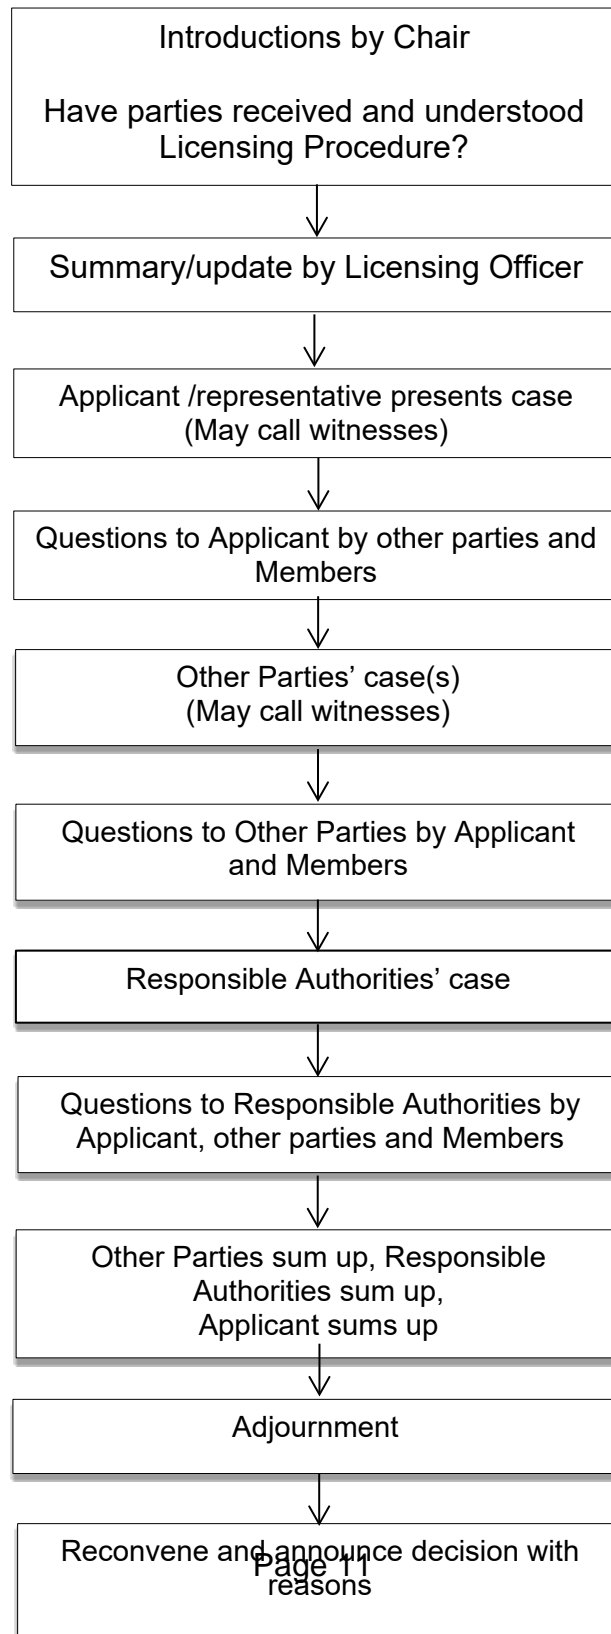 Introductions by Chair
Have parties received and understood
Licensing Procedure?
Summary/update by Licensing Officer
Applicant /representative presents case
(May call witnesses)
Questions to Applicant by other parties and
Members
Other Parties’ case(s)
(May call witnesses)
Questions to Other Parties by Applicant
and Members
Responsible Authorities’ case
Questions to Responsible Authorities by
Applicant, other parties and Members
Other Parties sum up, Responsible
Authorities sum up,
Applicant sums up
Adjournment
Reconvene and announce decision with
reasons
Page 11